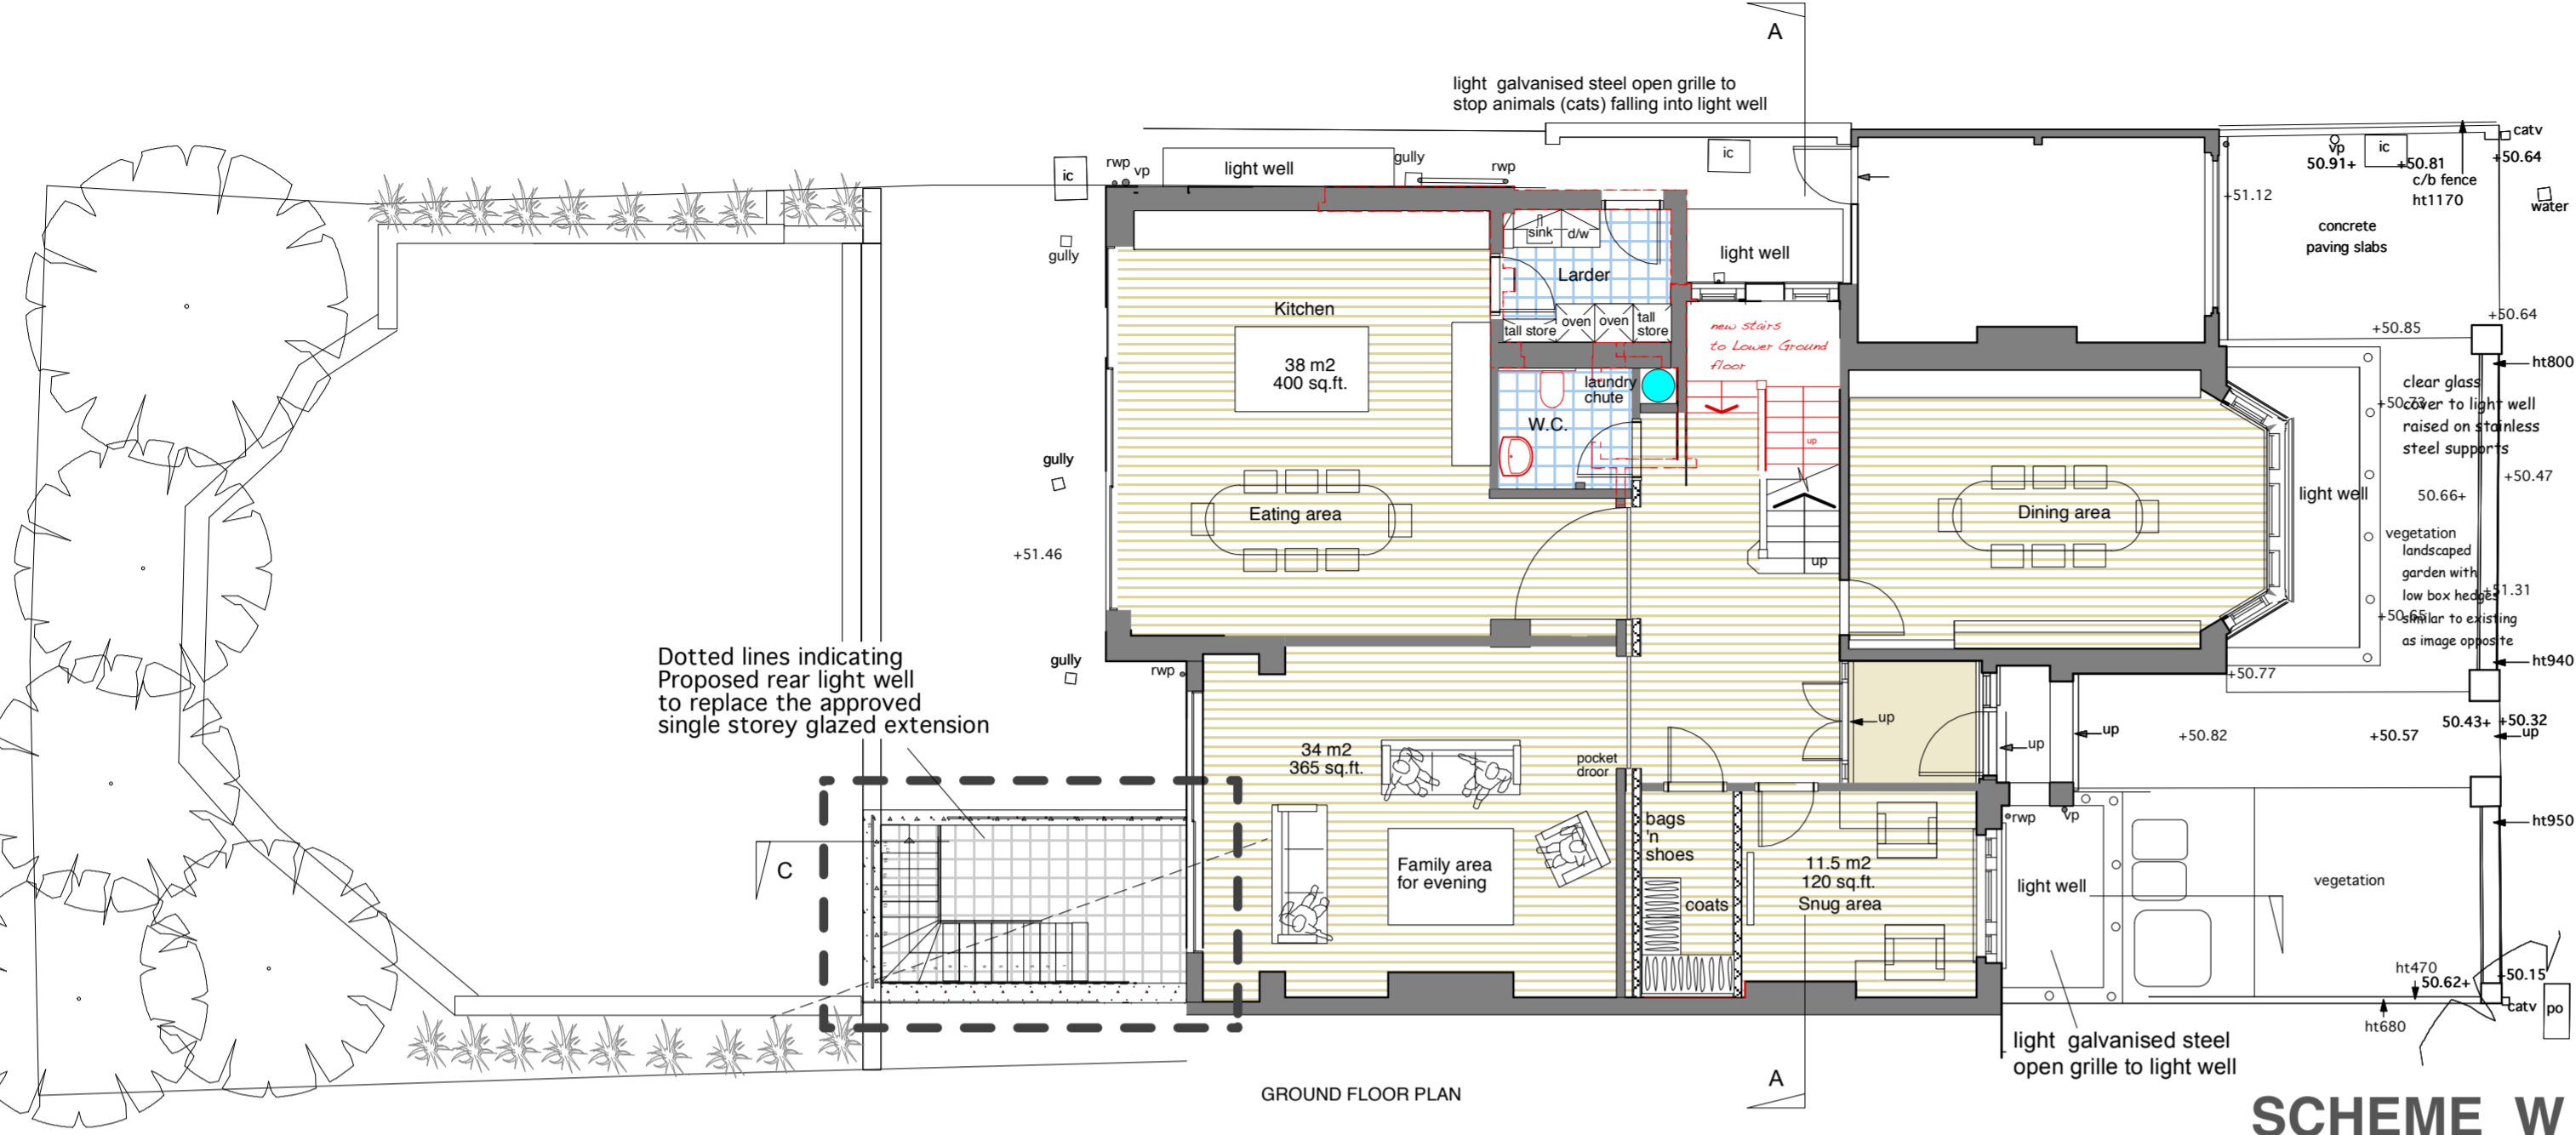 A
light galvanised steel open grille to
stop animals (cats) falling into light well
rwp
vp
ic
light well
gully
rwp
ic
gully
sink
d/w
Larder
light well
Kitchen
38 m2
400 sq.ft.
tall store
oven
oven
tall
store
new stairs
to Lower Ground
floor
laundry
chute
W.C.
up
up
gully
Eating area
+51.46
Dining area
light well
vp
ic
catv
50.91+
+50.81
+50.64
c/b fence
ht1170
+51.12
water
concrete
paving slabs
+50.64
+50.85
ht800
clear glass
cover to light well
raised on stainless
steel supports
+50.73
+50.47
50.66+
vegetation
landscaped
garden with
low box hedges
similar to existing
as image opposite
+51.31
+50.65
ht940
+50.77
Dotted lines indicating
Proposed rear light well
to replace the approved
single storey glazed extension
gully
rwp
34 m2
365 sq.ft.
pocket
droor
up
up
up
+50.82
+50.57
50.43+
+50.32
up
C
Family area
for evening
bags
'n
shoes
coats
11.5 m2
120 sq.ft.
Snug area
rwp
vp
light well
vegetation
ht950
ht470
50.62+
+50.15
catv
po
ht680
light galvanised steel
open grille to light well
A
GROUND FLOOR PLAN
SCHEME W